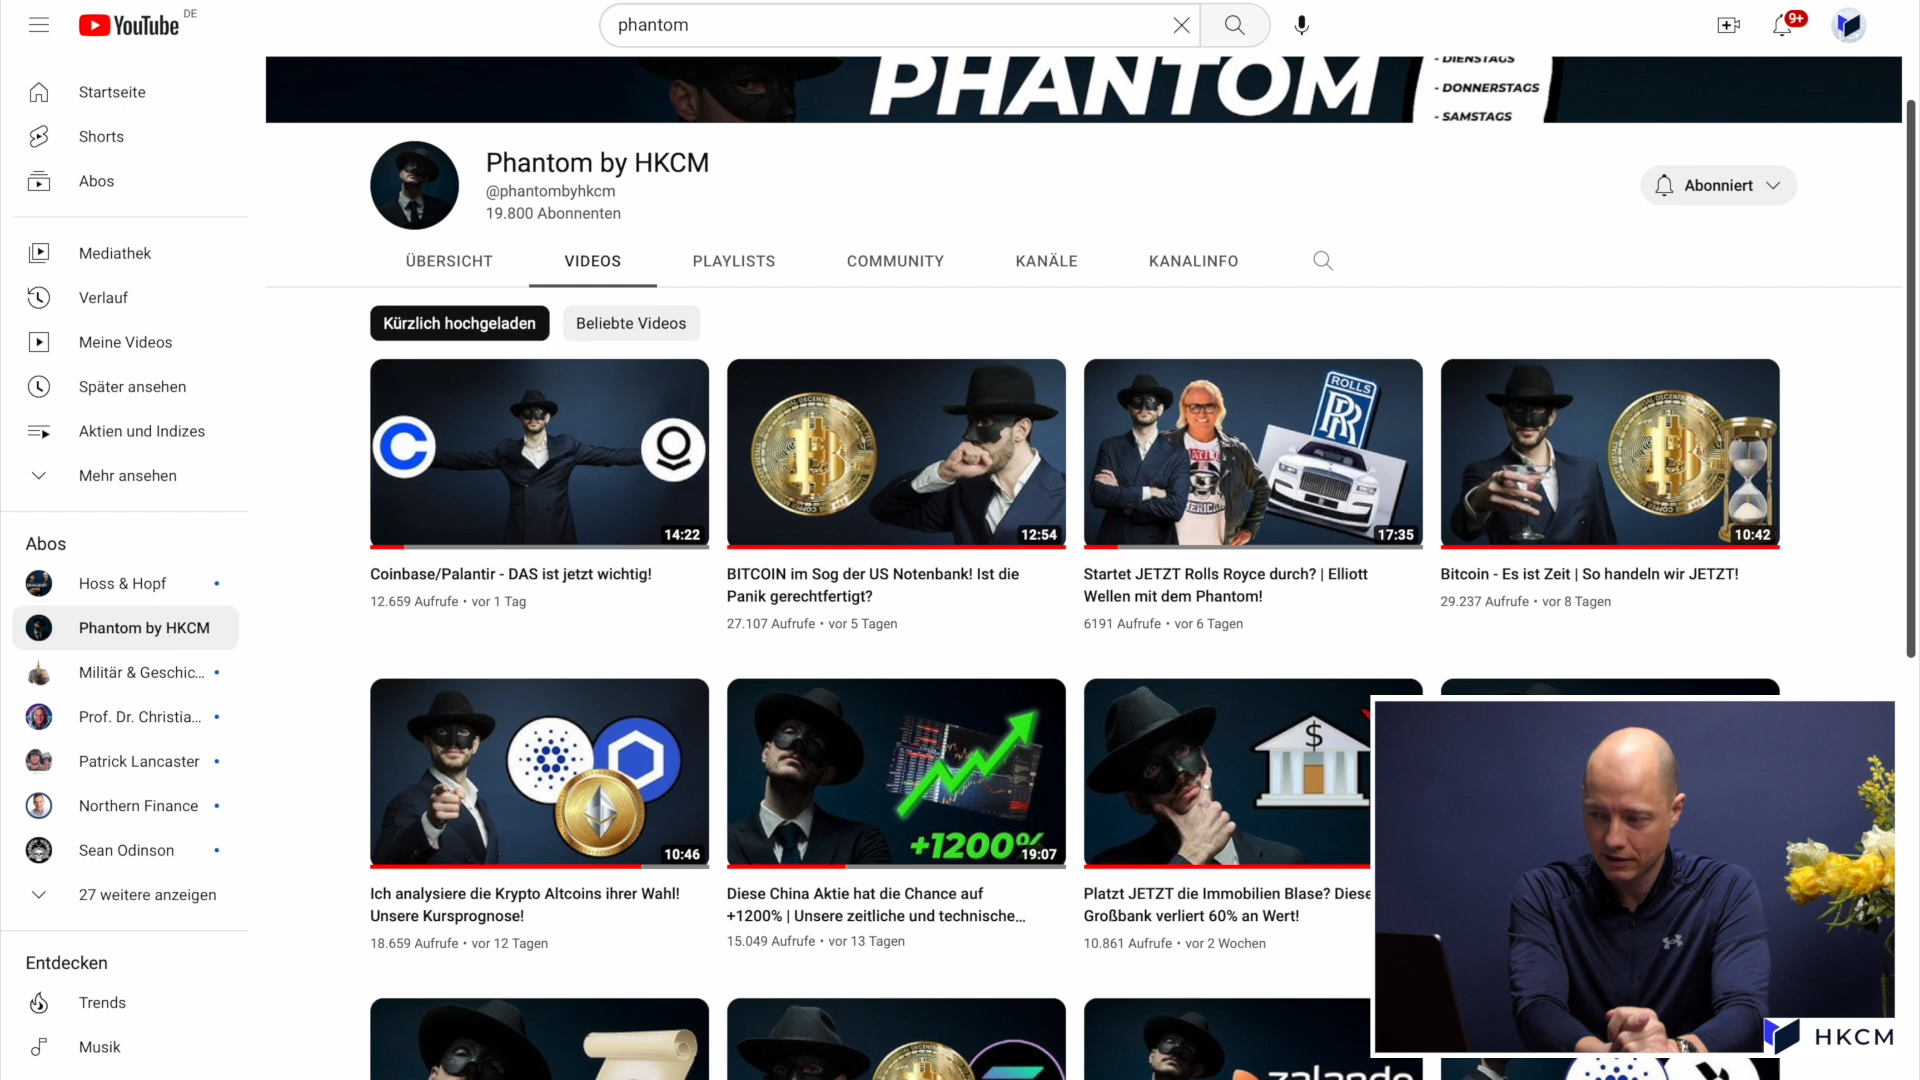 YouTube DE
phantom
9+
Startseite
Shorts
Abos
Mediathek
Verlauf
Meine Videos
Später ansehen
Aktien und Indizes
Mehr ansehen
Abos
Hoss & Hopf
Phantom by HKCM
Militär & Geschic...
Prof. Dr. Christia...
Patrick Lancaster
Northern Finance
Sean Odinson
27 weitere anzeigen
Entdecken
Trends
Musik
PHANTOM
- DIENSTAGS
- DONNERSTAGS
- SAMSTAGS
Phantom by HKCM
@phantombyhkcm
19.800 Abonnenten
Abonniert
ÜBERSICHT
VIDEOS
PLAYLISTS
COMMUNITY
KANÄLE
KANALINFO
Kürzlich hochgeladen
Beliebte Videos
14:22
Coinbase/Palantir - DAS ist jetzt wichtig!
12.659 Aufrufe • vor 1 Tag
12:54
BITCOIN im Sog der US Notenbank! Ist die
Panik gerechtfertigt?
27.107 Aufrufe • vor 5 Tagen
ROLLS
RR
17:35
Startet JETZT Rolls Royce durch? | Elliott
Wellen mit dem Phantom!
6191 Aufrufe • vor 6 Tagen
10:42
Bitcoin - Es ist Zeit | So handeln wir JETZT!
29.237 Aufrufe • vor 8 Tagen
10:46
Ich analysiere die Krypto Altcoins ihrer Wahl!
Unsere Kursprognose!
18.659 Aufrufe • vor 12 Tagen
+1200%
19:07
Diese China Aktie hat die Chance auf
+1200% | Unsere zeitliche und technische...
15.049 Aufrufe • vor 13 Tagen
$
Platzt JETZT die Immobilien Blase? Diese
Großbank verliert 60% an Wert!
10.861 Aufrufe • vor 2 Wochen
zalando
HKCM